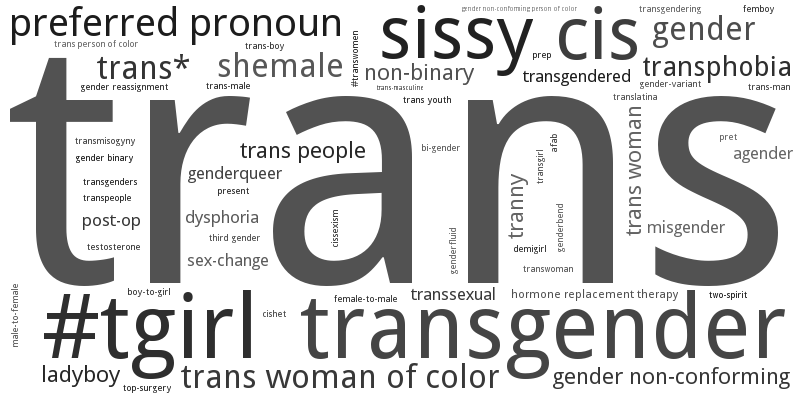 gender non-conforming person of color
transgendering
femboy
preferred pronoun
sissy
cis
gender
trans person of color
trans-boy
#transwomen
prep
trans*
shemale
non-binary
transgendered
transphobia
gender reassignment
trans-male
trans-masculine
gender-variant
trans-man
trans youth
translatina
trans
transmisogyny
gender binary
trans people
bi-gender
transgirl
afab
trans woman
pret
agender
genderqueer
transgenders
present
transpeople
tranny
post-op
dysphoria
cissexism
genderbend
misgender
third gender
genderfluid
testosterone
demigirl
sex-change
transwoman
male-to-female
boy-to-girl
female-to-male
transsexual
hormone replacement therapy
two-spirit
#tgirl
cishet
transgender
ladyboy
top-surgery
trans woman of color
gender non-conforming